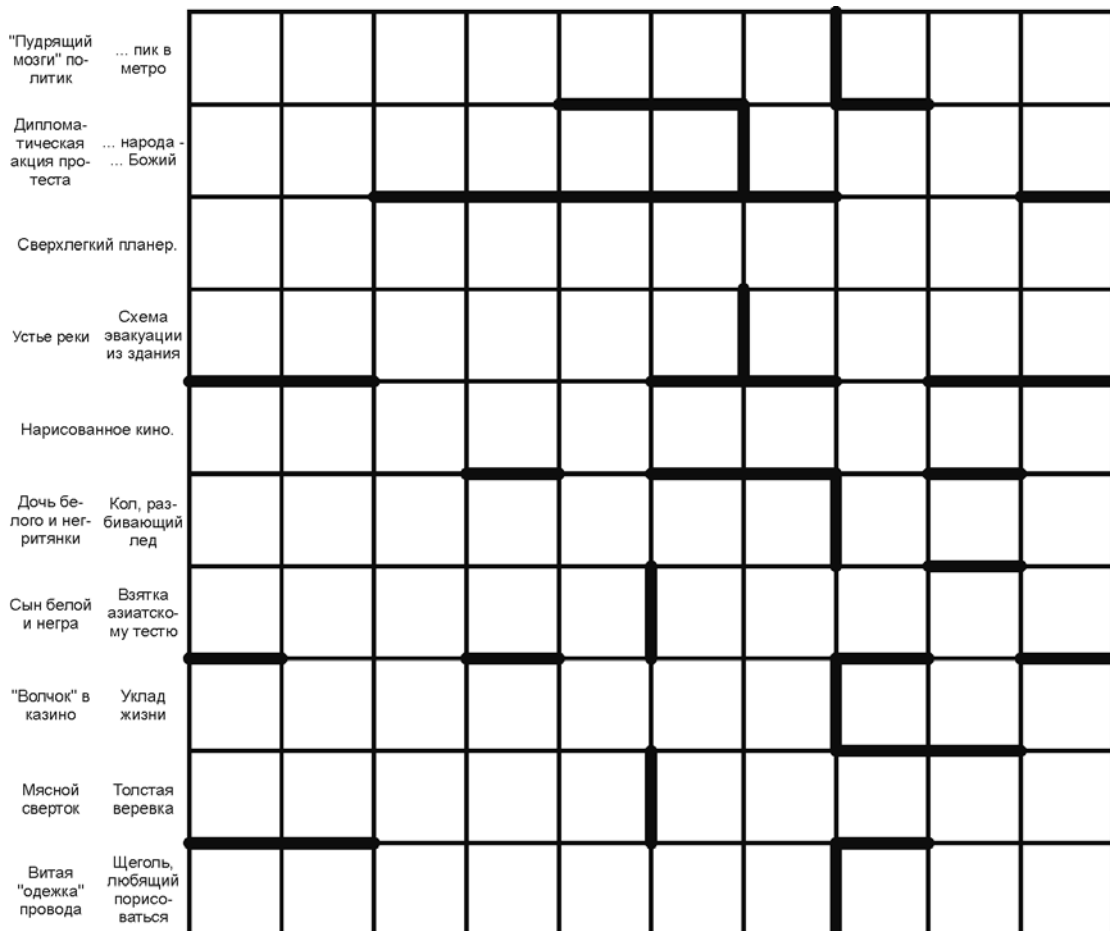 "Пудрящий
мозги" по-
литик
... пик в
метро
Диплома-
тическая
акция про-
теста
... народа -
... Божий
Сверхлегкий планер.
Устье реки
Схема
эвакуации
из здания
Нарисованное кино.
Дочь бе-
лого и нег-
ритянки
Кол, раз-
бивающий
лед
Сын белой
и негра
Взятка
азиатско-
му тестю
"Волчок" в
казино
Уклад
жизни
Мясной
сверток
Толстая
веревка
Витая
"одежка"
провода
Щеголь,
любящий
порисо-
ваться